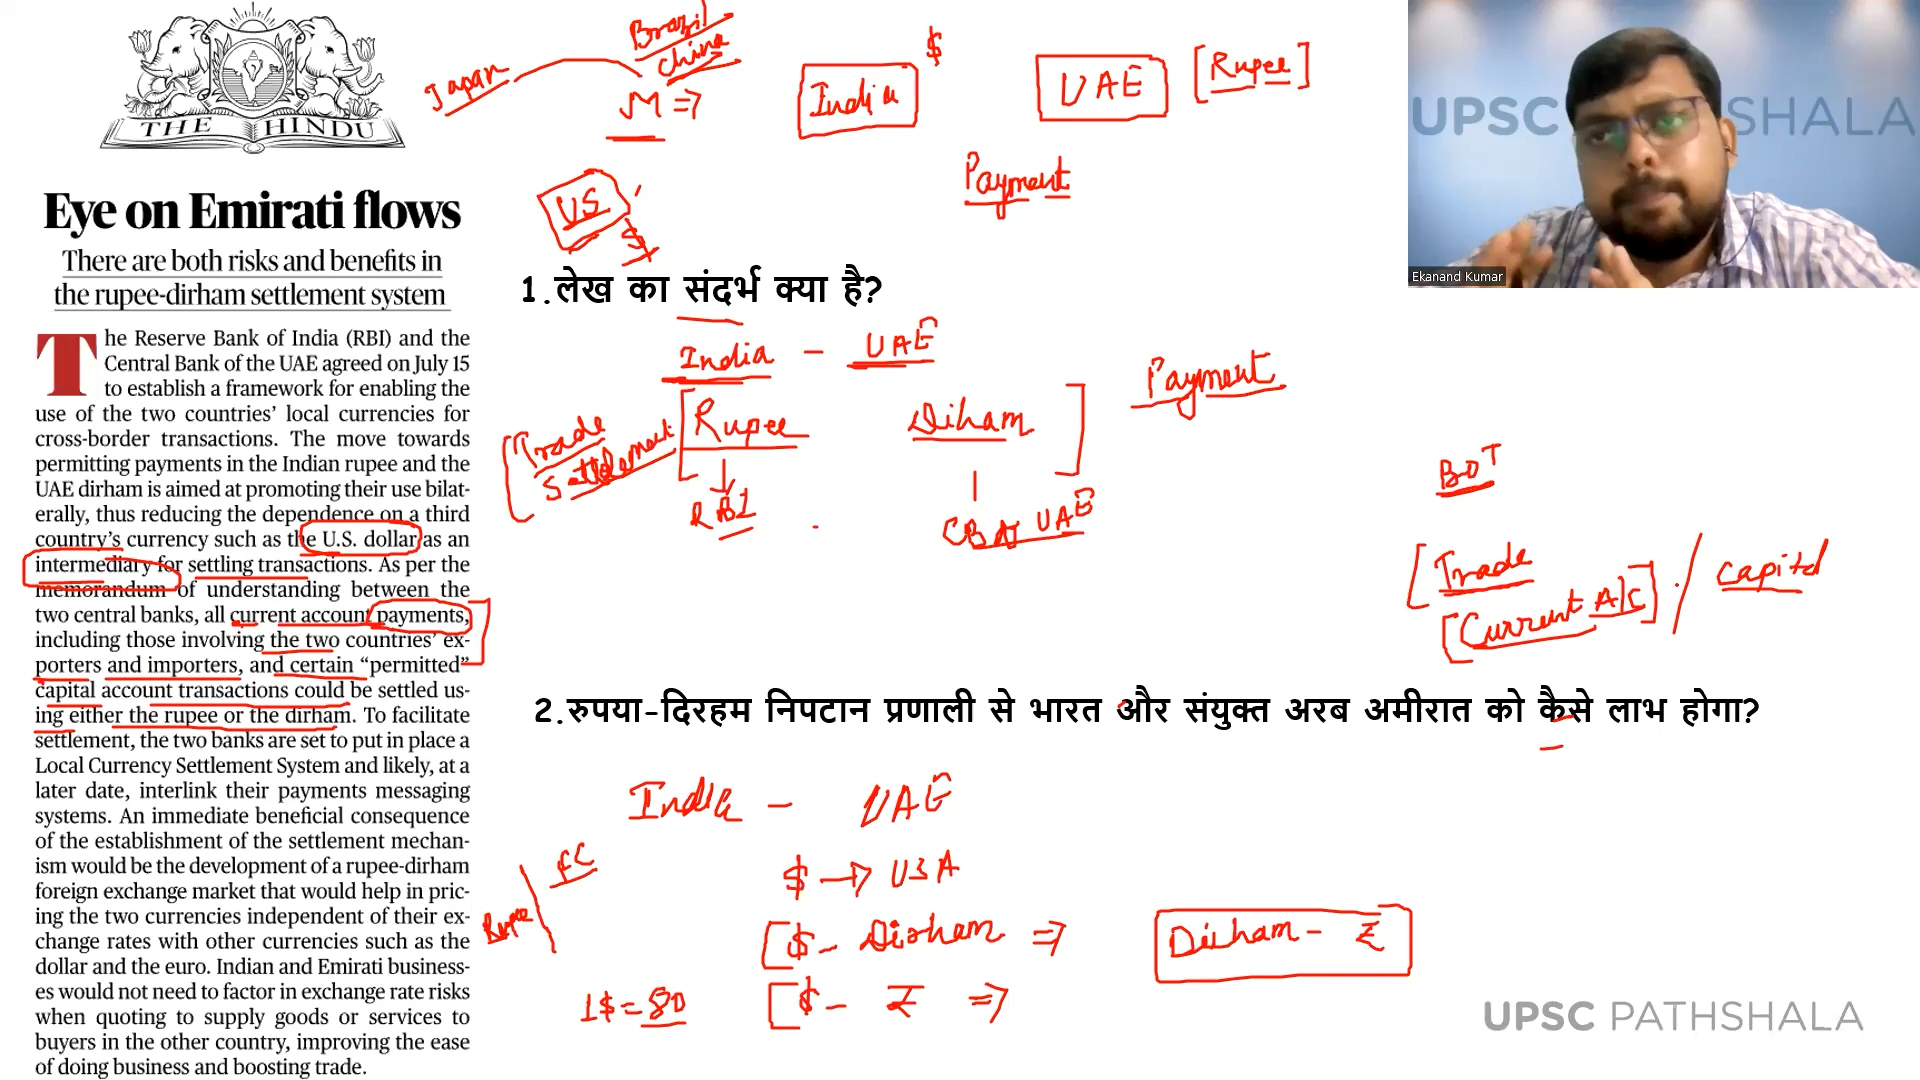 THE HINDU
Eye on Emirati flows
There are both risks and benefits in
the rupee-dirham settlement system
The Reserve Bank of India (RBI) and the
Central Bank of the UAE agreed on July 15
to establish a framework for enabling the
use of the two countries' local currencies for
cross-border transactions. The move towards
permitting payments in the Indian rupee and the
UAE dirham is aimed at promoting their use bilat-
erally, thus reducing the dependence on a third
country's currency such as the U.S. dollar as an
intermediary for settling transactions. As per the
memorandum of understanding between the
two central banks, all current account payments,
including those involving the two countries' ex-
porters and importers, and certain “permitted”
capital account transactions could be settled us-
ing either the rupee or the dirham. To facilitate
settlement, the two banks are set to put in place a
Local Currency Settlement System and likely, at a
later date, interlink their payments messaging
systems. An immediate beneficial consequence
of the establishment of the settlement mechan-
ism would be the development of a rupee-dirham
foreign exchange market that would help in pric-
ing the two currencies independent of their ex-
change rates with other currencies such as the
dollar and the euro. Indian and Emirati business-
es would not need to factor in exchange rate risks
when quoting to supply goods or services to
buyers in the other country, improving the ease
of doing business and boosting trade.
Brazil
Japan China
M ⇒ India $ UAE [Rupee]
Payment
US
$
1.लेख का संदर्भ क्या है?
India - UAE
Payment
[Trade Settlement [Rupee Dirham]
RBI CB UAE
BOT
[Trade
[Current A/C] / Capital
2.रुपया-दिरहम निपटान प्रणाली से भारत और संयुक्त अरब अमीरात को कैसे लाभ होगा?
India - UAE
FC
$ → USA
Rupee
[$ - Dirham ⇒ Dirham - ₹
1$ = 80 [$ - ₹ ⇒
UPSC PATHSHALA
Ekanand Kumar
UPSC PATHSHALA